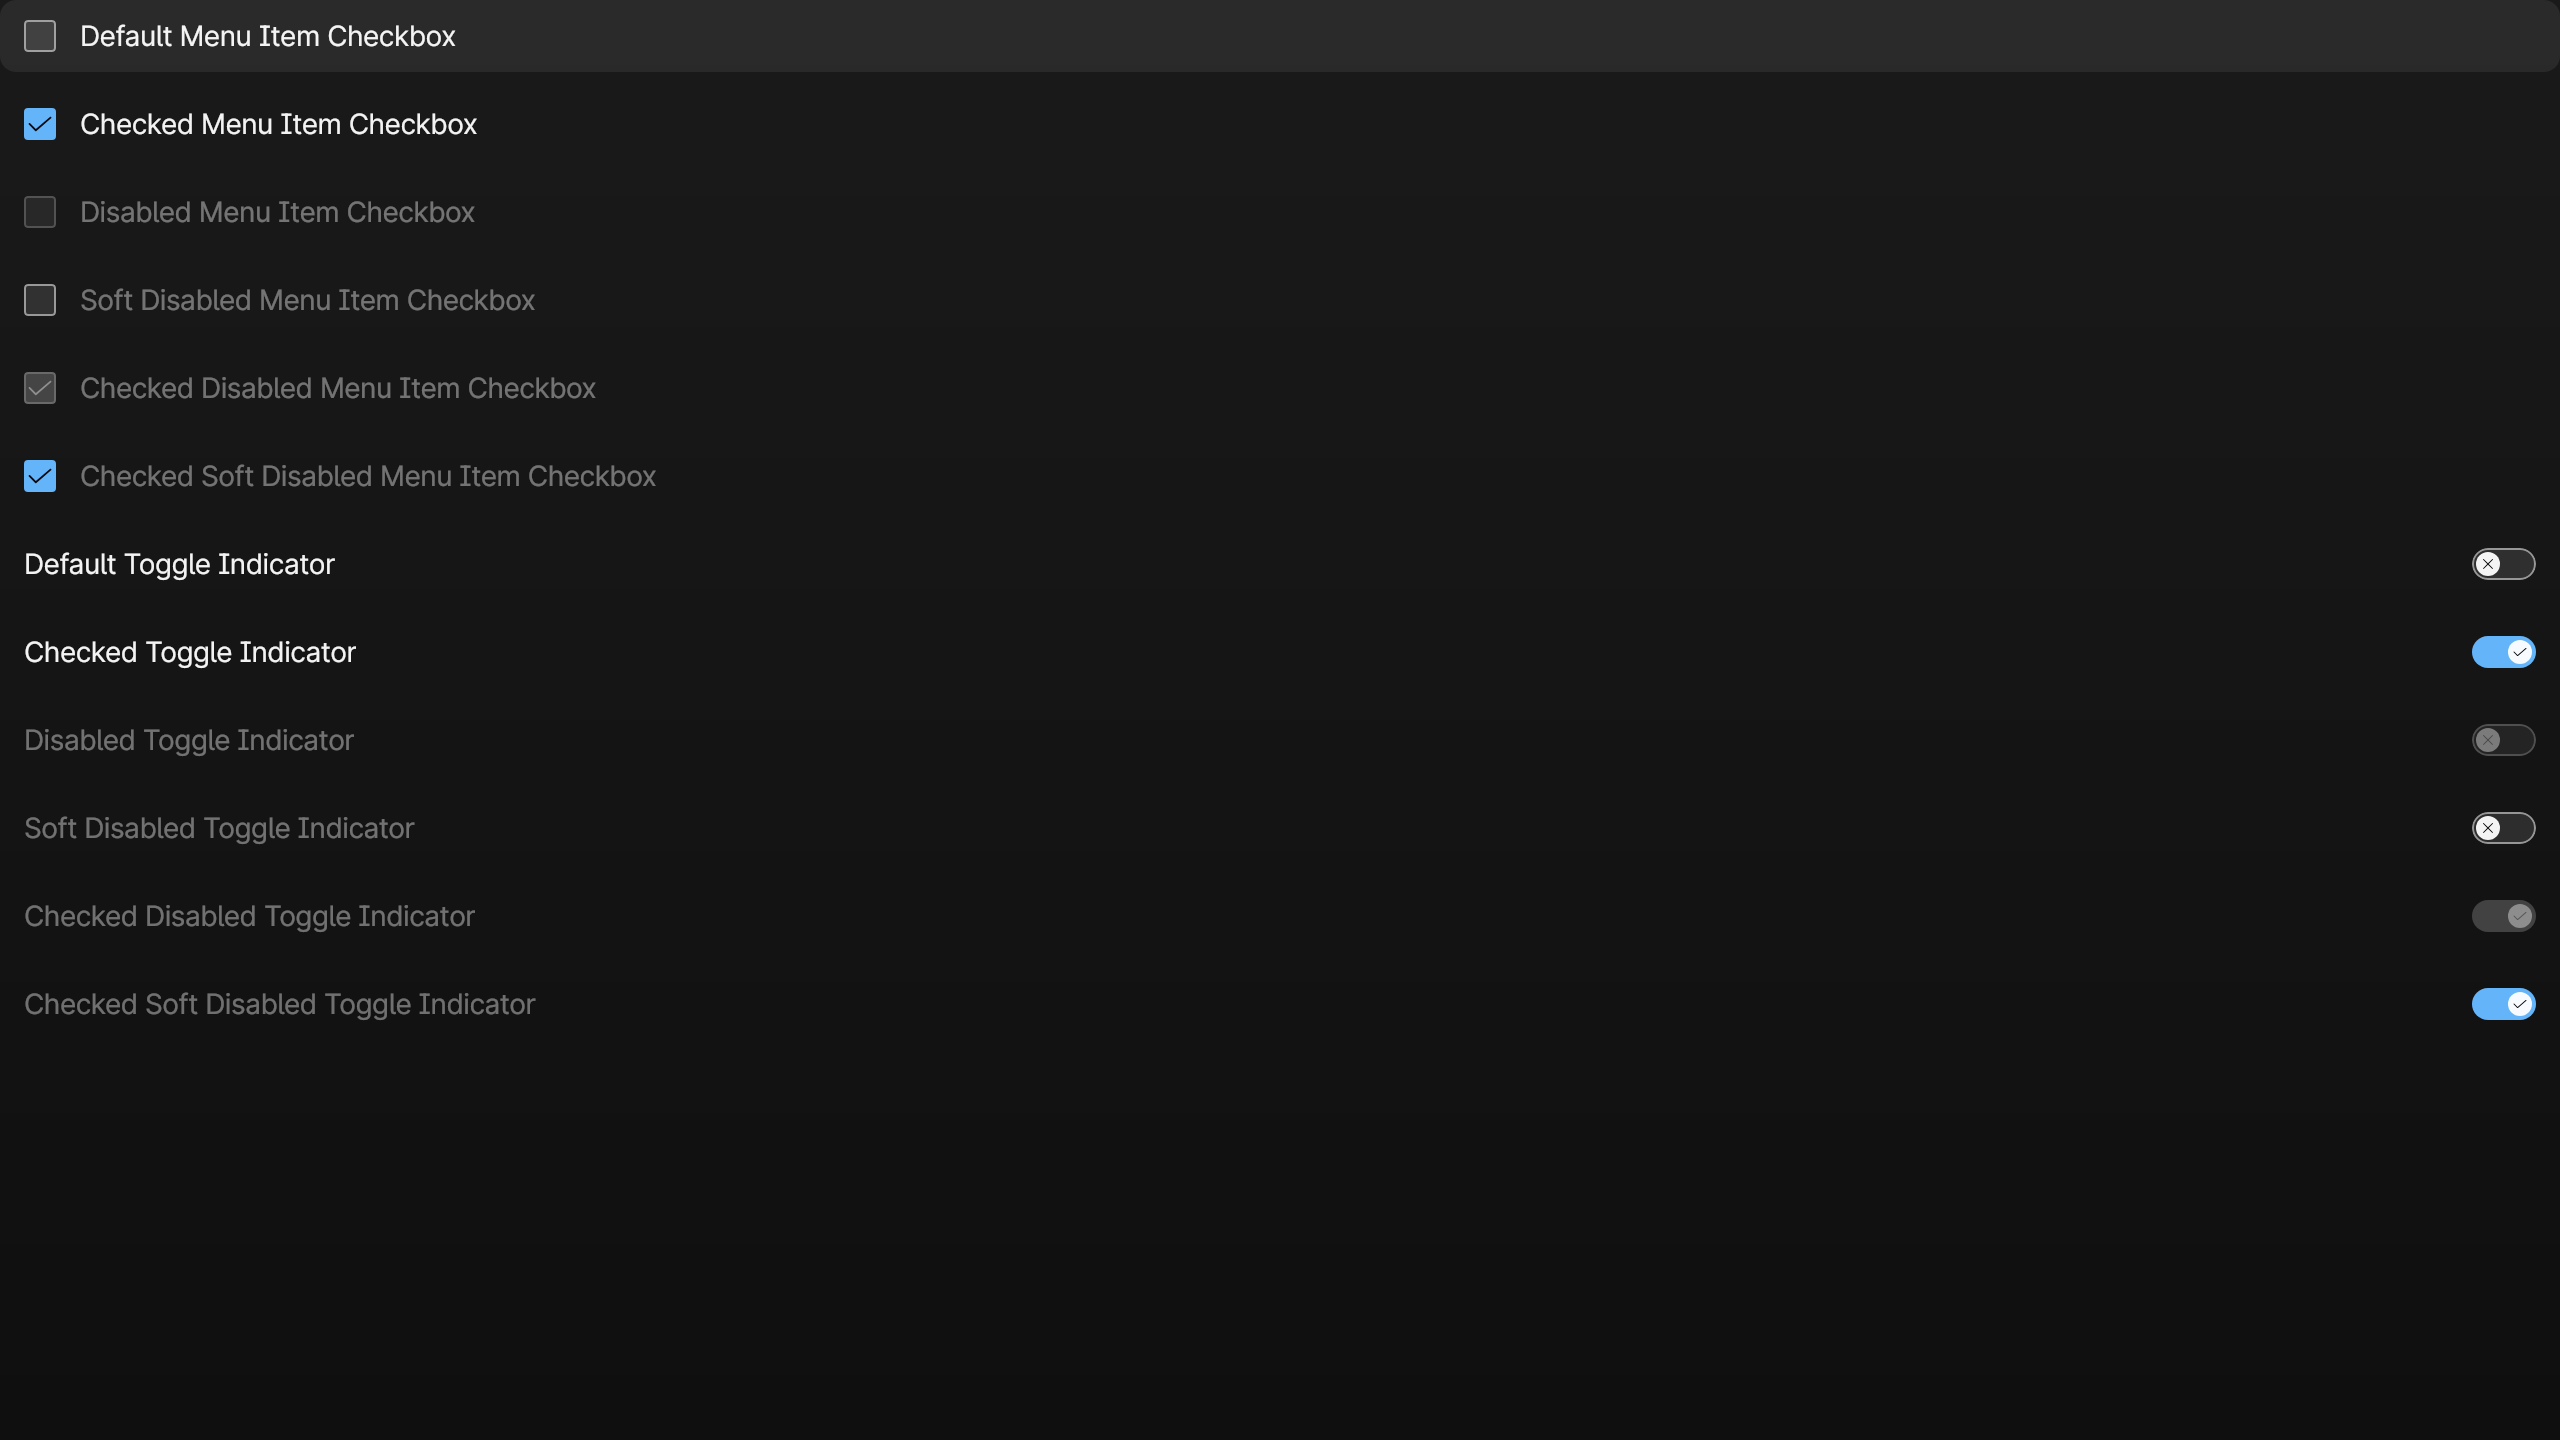 Default Menu Item Checkbox
Checked Menu Item Checkbox
Disabled Menu Item Checkbox
Soft Disabled Menu Item Checkbox
Checked Disabled Menu Item Checkbox
Checked Soft Disabled Menu Item Checkbox
Default Toggle Indicator
Checked Toggle Indicator
Disabled Toggle Indicator
Soft Disabled Toggle Indicator
Checked Disabled Toggle Indicator
Checked Soft Disabled Toggle Indicator